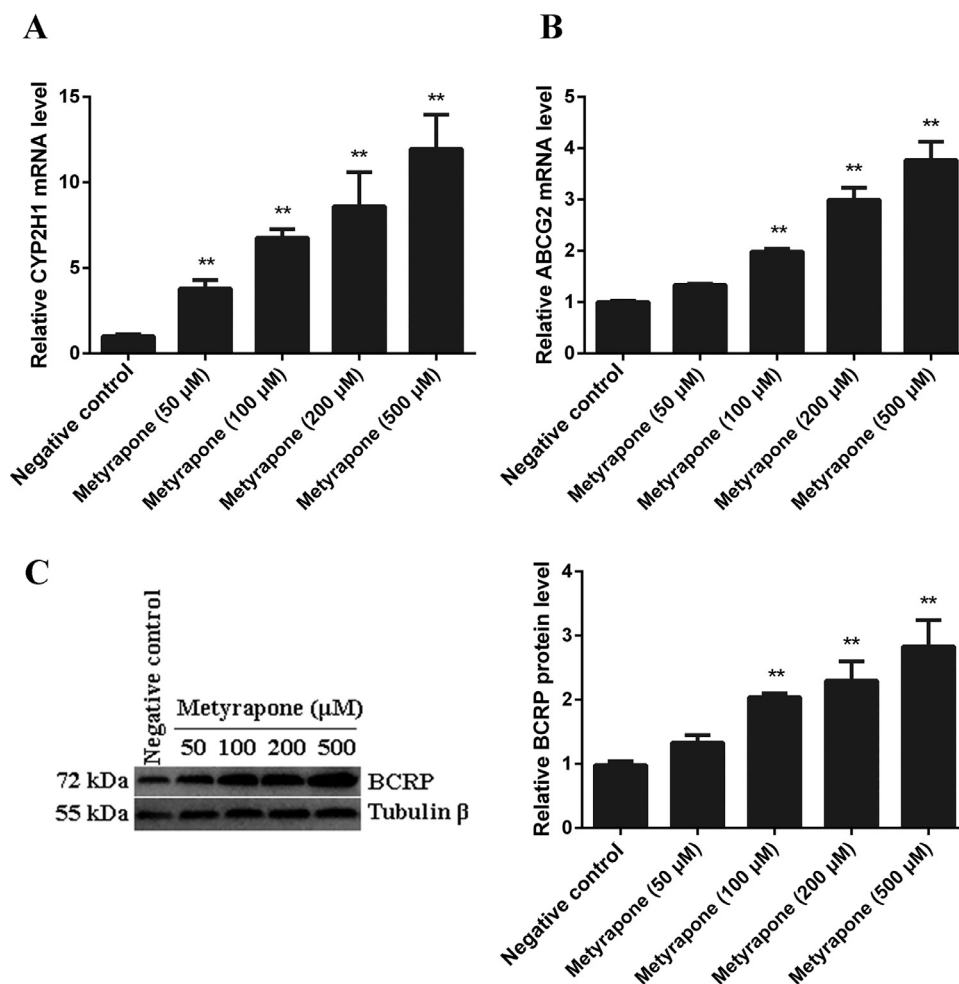 A
Relative CYP2H1 mRNA level
15
10
5
0
**
**
**
**
Negative control
Metyrapone (50 µM)
Metyrapone (100 µM)
Metyrapone (200 µM)
Metyrapone (500 µM)
B
Relative ABCG2 mRNA level
5
4
3
2
1
0
**
**
**
Negative control
Metyrapone (50 µM)
Metyrapone (100 µM)
Metyrapone (200 µM)
Metyrapone (500 µM)
C
Negative control
Metyrapone (µM)
50 100 200 500
72 kDa BCRP
55 kDa Tubulin β
Relative BCRP protein level
4
3
2
1
0
**
**
**
Negative control
Metyrapone (50 µM)
Metyrapone (100 µM)
Metyrapone (200 µM)
Metyrapone (500 µM)